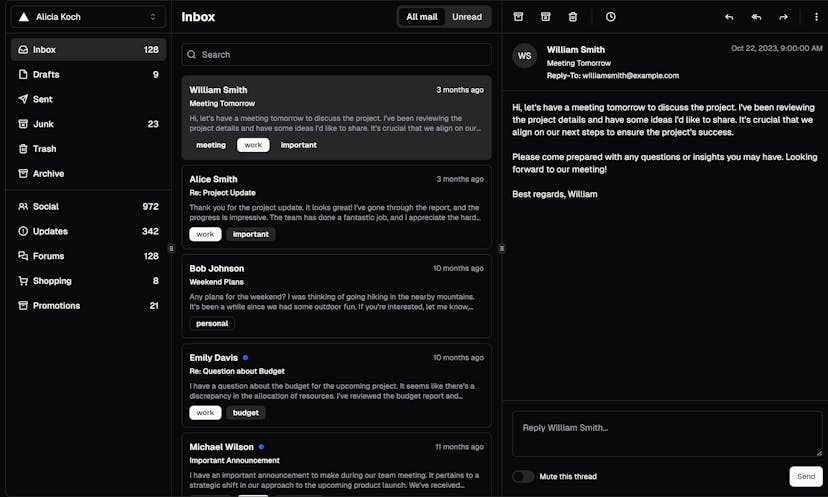 Alicia Koch
Inbox 128
Drafts 9
Sent
Junk 23
Trash
Archive
Social 972
Updates 342
Forums 128
Shopping 8
Promotions 21
Inbox
All mail Unread
Search
William Smith 3 months ago
Meeting Tomorrow
Hi, let's have a meeting tomorrow to discuss the project. I've been reviewing the
project details and have some ideas I'd like to share. It's crucial that we align on our...
meeting work important
Alice Smith 3 months ago
Re: Project Update
Thank you for the project update. It looks great! I've gone through the report, and the
progress is impressive. The team has done a fantastic job, and I appreciate the hard...
work important
Bob Johnson 10 months ago
Weekend Plans
Any plans for the weekend? I was thinking of going hiking in the nearby mountains.
It's been a while since we had some outdoor fun. If you're interested, let me know,...
personal
Emily Davis 10 months ago
Re: Question about Budget
I have a question about the budget for the upcoming project. It seems like there's a
discrepancy in the allocation of resources. I've reviewed the budget report and...
work budget
Michael Wilson 11 months ago
Important Announcement
I have an important announcement to make during our team meeting. It pertains to a
strategic shift in our approach to the upcoming product launch. We've received...
WS
William Smith Oct 22, 2023, 9:00:00 AM
Meeting Tomorrow
Reply-To: williamsmith@example.com
Hi, let's have a meeting tomorrow to discuss the project. I've been reviewing
the project details and have some ideas I'd like to share. It's crucial that we
align on our next steps to ensure the project's success.
Please come prepared with any questions or insights you may have. Looking
forward to our meeting!
Best regards, William
Reply William Smith...
Mute this thread Send